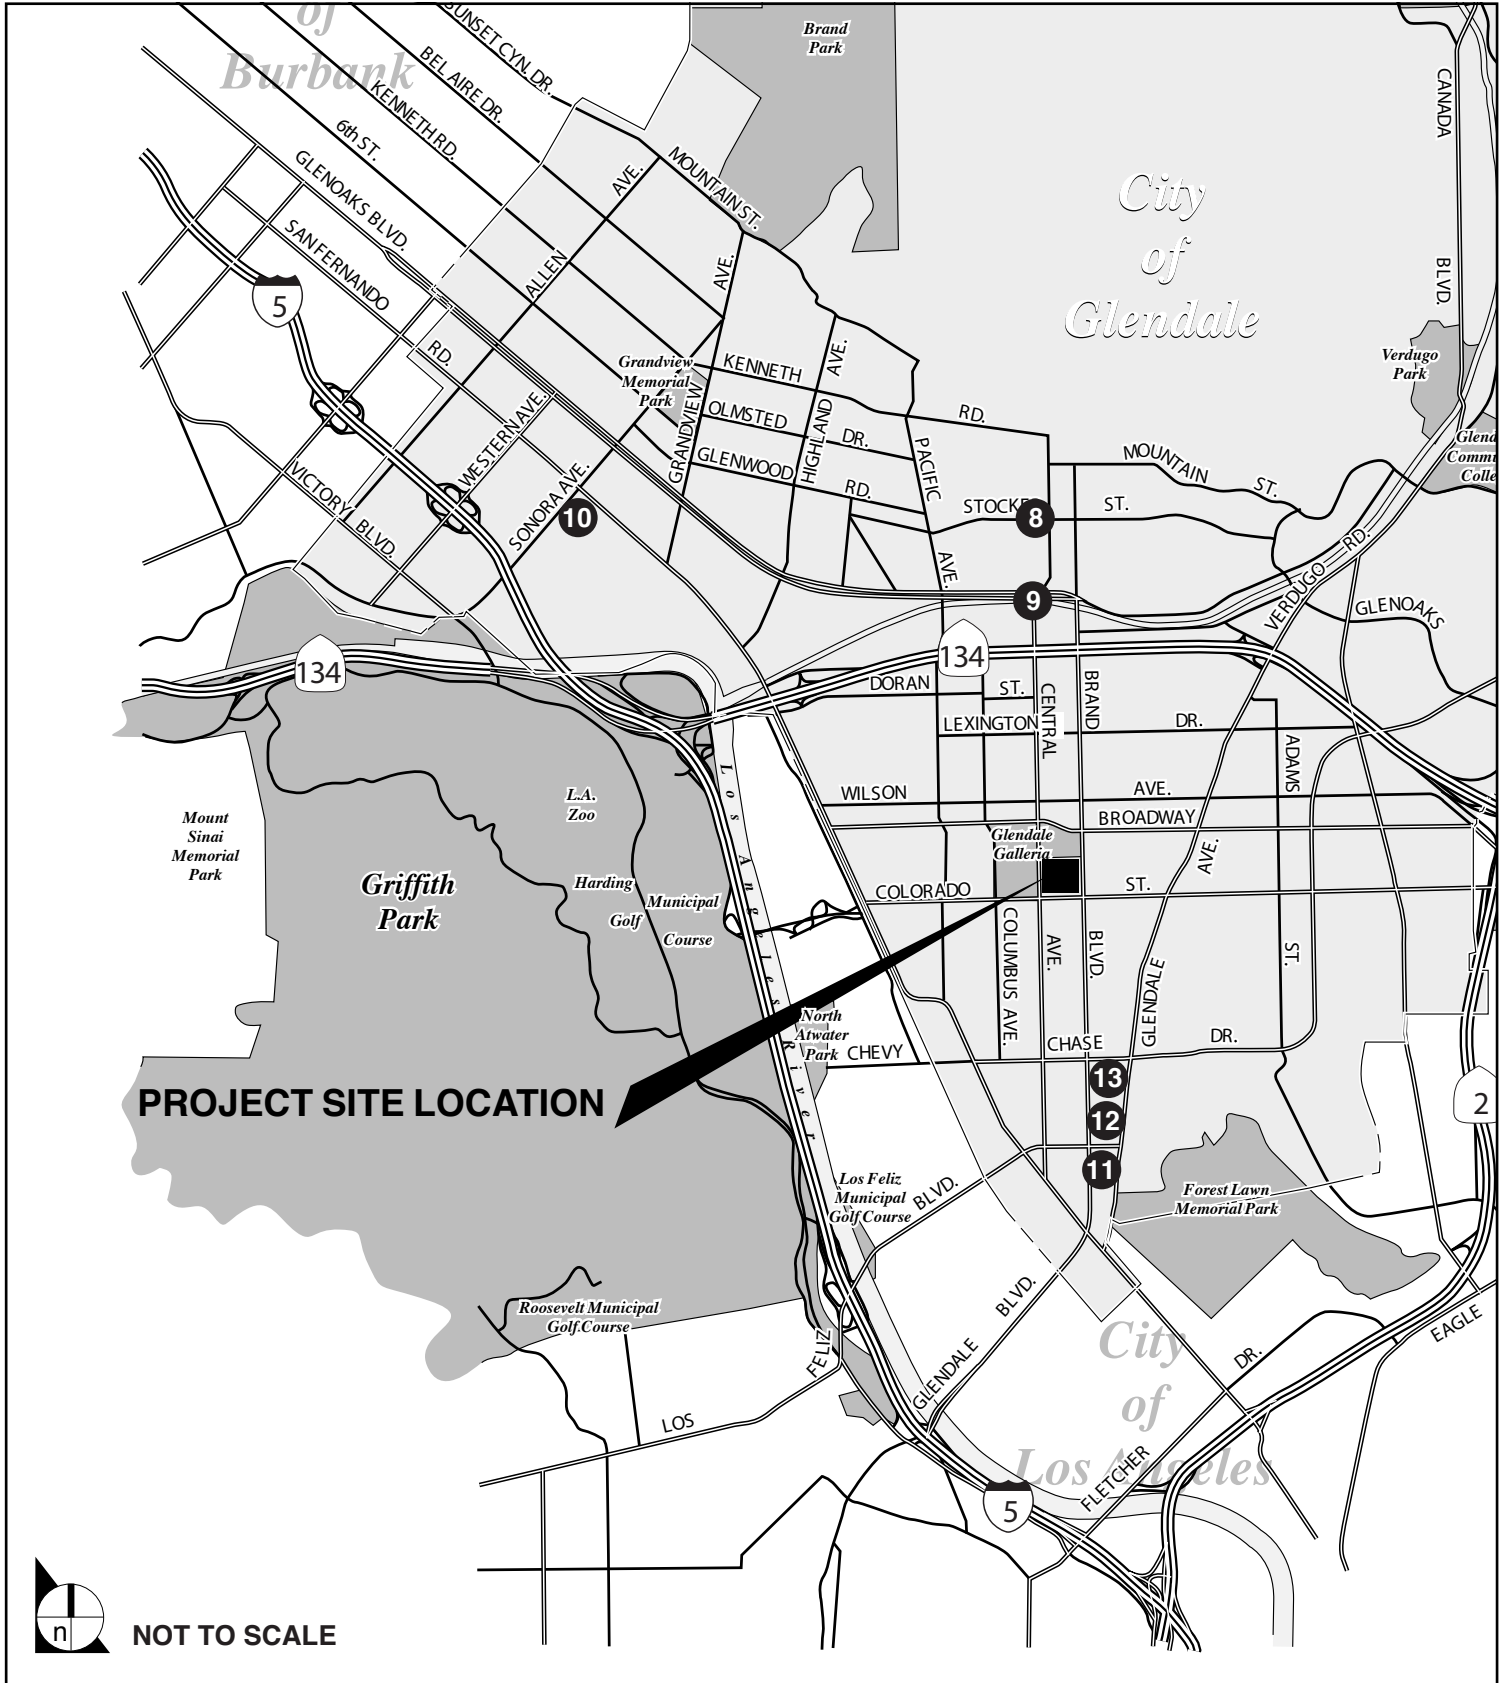 of
Burbank
SUNSET CYN. DR.
BEL AIRE DR.
KENNETH RD.
6th ST.
GLENOAKS BLVD.
SAN FERNANDO
RD.
5
Brand
Park
CANADA
BLVD.
City
of
Glendale
MOUNTAIN ST.
ALLEN
AVE.
AVE.
GRANDVIEW
Grandview
Memorial
Park
KENNETH
RD.
HIGHLAND
AVE.
OLMSTED
DR.
GLENWOOD
RD.
PACIFIC
AVE.
Verdugo
Park
MOUNTAIN
ST.
ST.
8
9
10
WESTERN AVE.
SONORA AVE.
VICTORY
BLVD.
VERDUGO
RD.
GLENOAKS
134
134
DORAN
ST.
LEXINGTON
DR.
CENTRAL
AVE.
BRAND
BLVD.
ADAMS
ST.
WILSON
AVE.
BROADWAY
Glendale
Galleria
COLORADO
ST.
COLUMBUS AVE.
GLENDALE
AVE.
Los Angeles River
L.A.
Zoo
Mount
Sinai
Memorial
Park
Griffith
Park
Harding
Golf
Municipal
Course
North
Atwater
Park
CHEVY
CHASE
DR.
PROJECT SITE LOCATION
13
12
11
2
Los Feliz
Municipal
Golf Course
BLVD.
Forest Lawn
Memorial Park
Roosevelt Municipal
Golf Course
FELIZ
LOS
GLENDALE
BLVD.
City
of
Los Angeles
DR.
FLETCHER
EAGLE
5
n
NOT TO SCALE